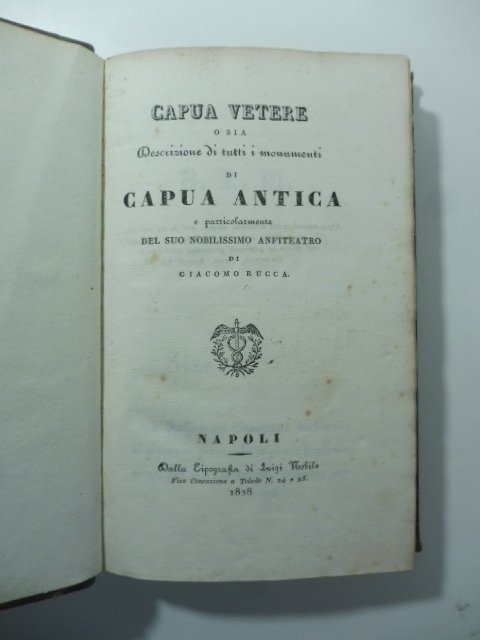 CAPUA VETERE
O SIA
Descrizione di tutti i monumenti
DI
CAPUA ANTICA
e particolarmente
DEL SUO NOBILISSIMO ANFITEATRO
DI
GIACOMO RUCCA.
NAPOLI
Dalla Tipografia di Luigi Nobile
Vico Concezione a Toledo N. 24 e 25.
1828